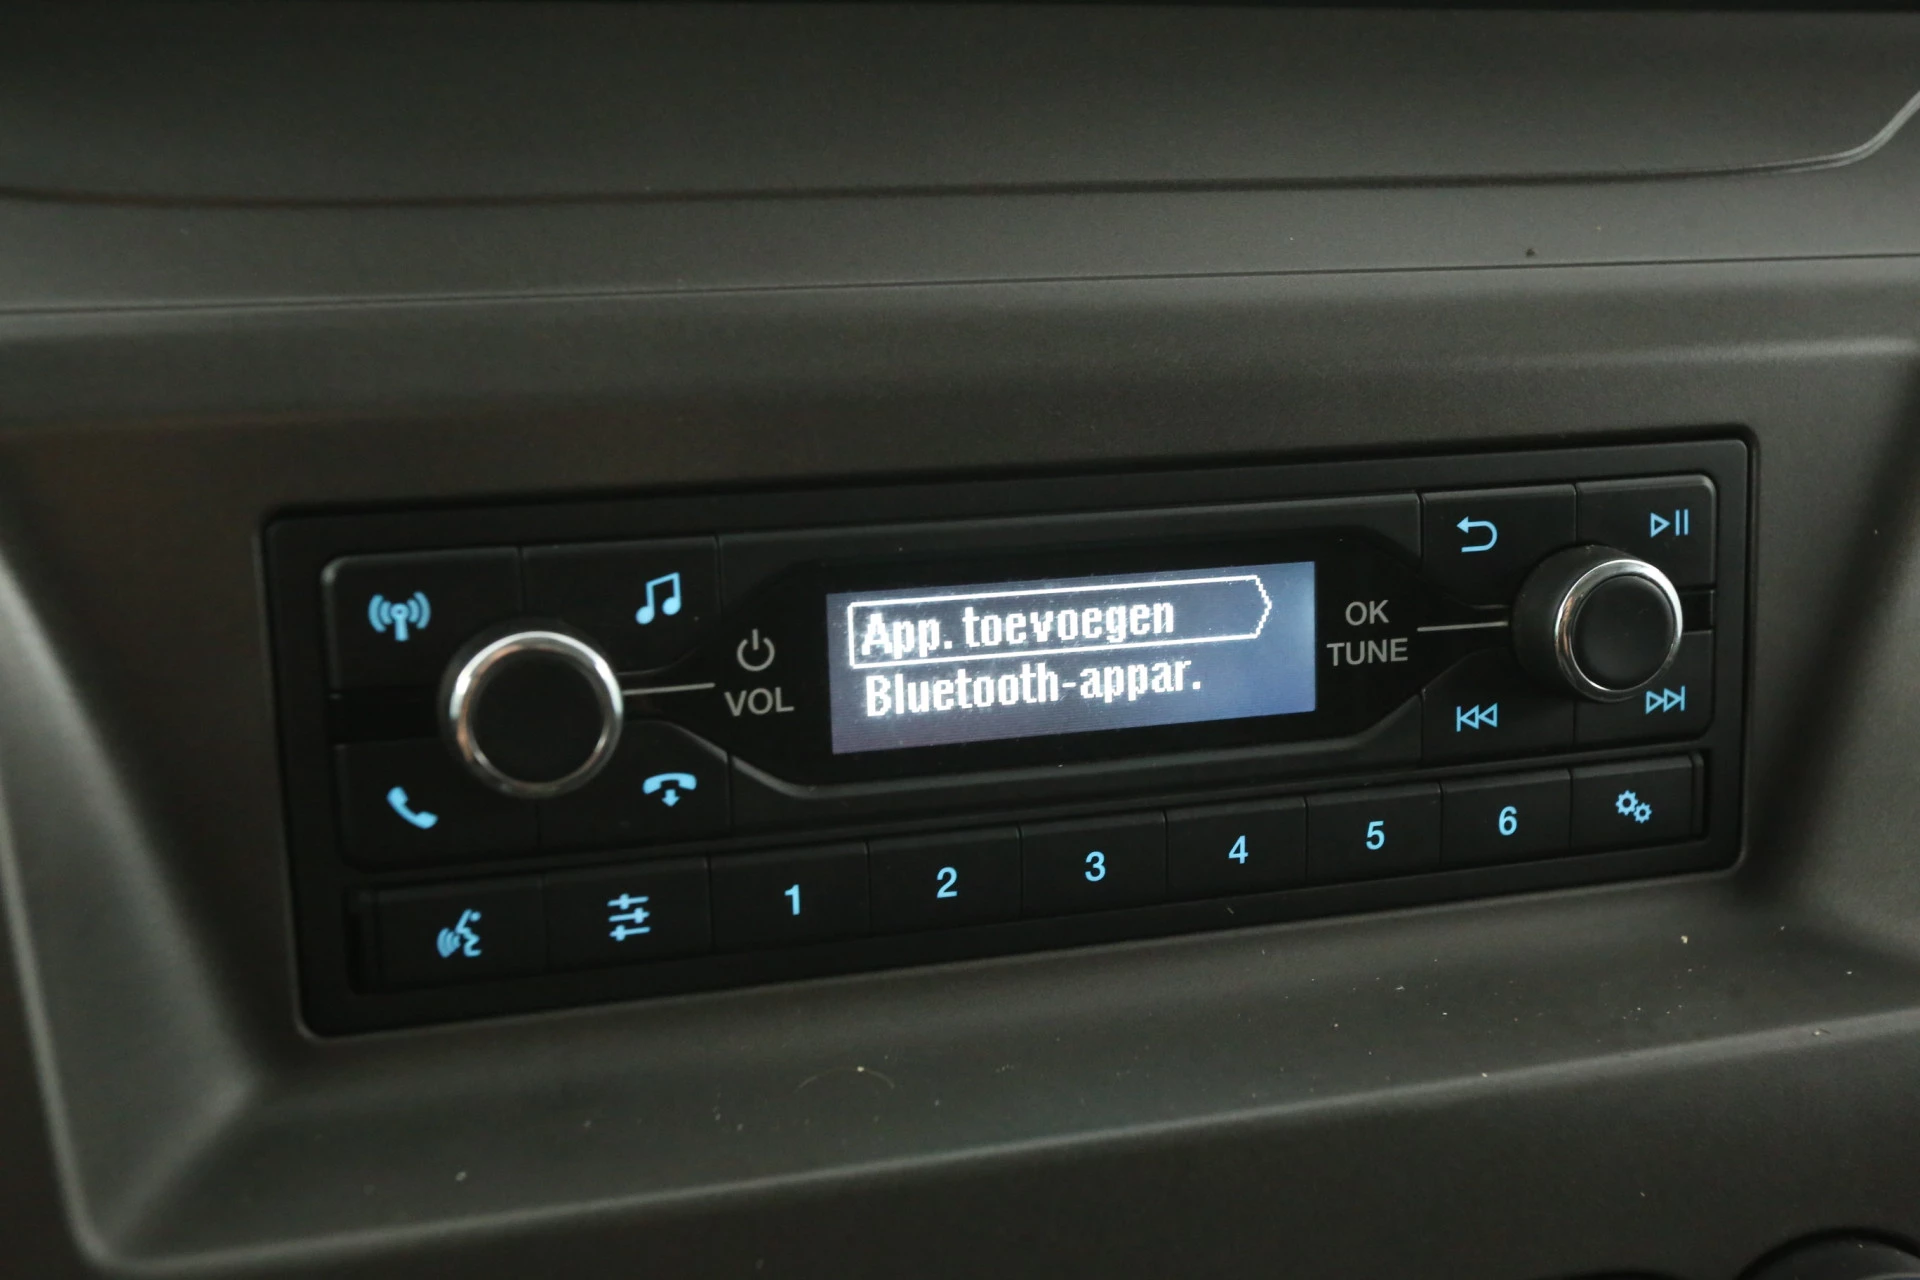 App. toevoegen
Bluetooth-appar.
VOL
OK
TUNE
1 2 3 4 5 6